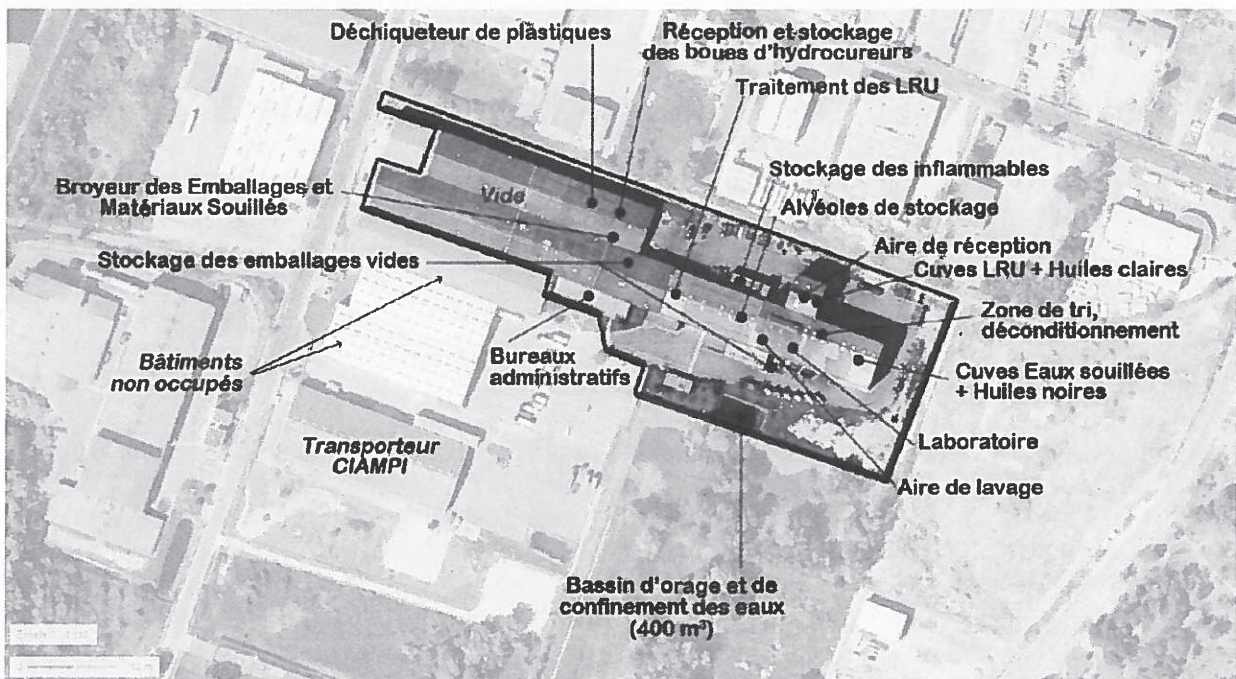 Déchiqueteur de plastiques
Réception et stockage
des boues d'hydrocureurs
Traitement des LRU
Stockage des inflammables
Alvéoles de stockage
Broyeur des Emballages et
Matériaux Souillés
Vide
Aire de réception
Cuves LRU + Huiles claires
Stockage des emballages vides
Zone de tri,
déconditionnement
Bâtiments
non occupés
Bureaux
administratifs
Cuves Eaux souillées
+ Huiles noires
Transporteur
CIAMPI
Laboratoire
Aire de lavage
Bassin d'orage et de
confinement des eaux
(400 m³)